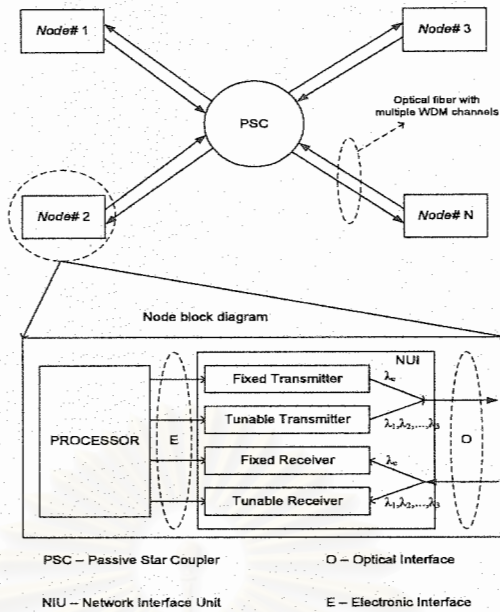 Node# 1
Node# 3
PSC
Optical fiber with
multiple WDM channels
Node# 2
Node# N
Node block diagram
NUI
PROCESSOR
E
Fixed Transmitter
λc
Tunable Transmitter
λ1,λ2,...,λ3
Fixed Receiver
λc
Tunable Receiver
λ1,λ2,...,λ3
O
PSC – Passive Star Coupler
O – Optical Interface
NIU – Network Interface Unit
E – Electronic Interface